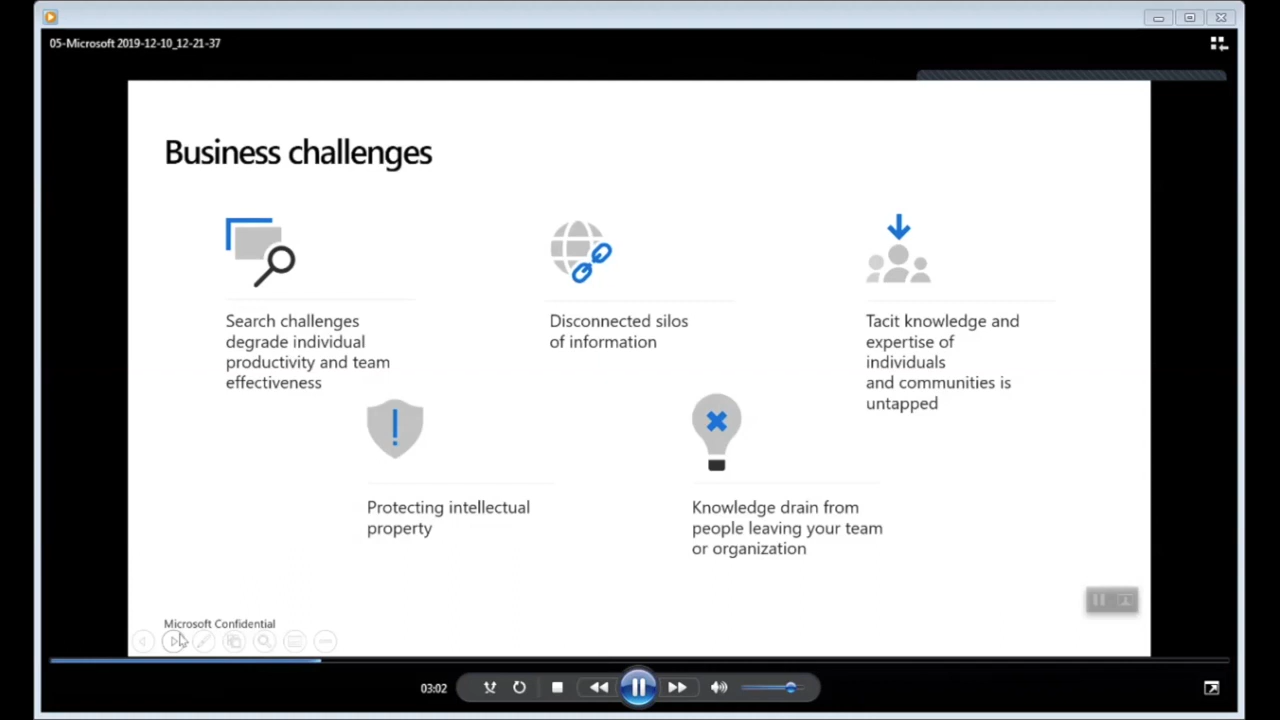 05-Microsoft 2019-12-10_12-21-37
Business challenges
Search challenges
degrade individual
productivity and team
effectiveness
Disconnected silos
of information
Tacit knowledge and
expertise of
individuals
and communities is
untapped
Protecting intellectual
property
Knowledge drain from
people leaving your team
or organization
Microsoft Confidential
03:02